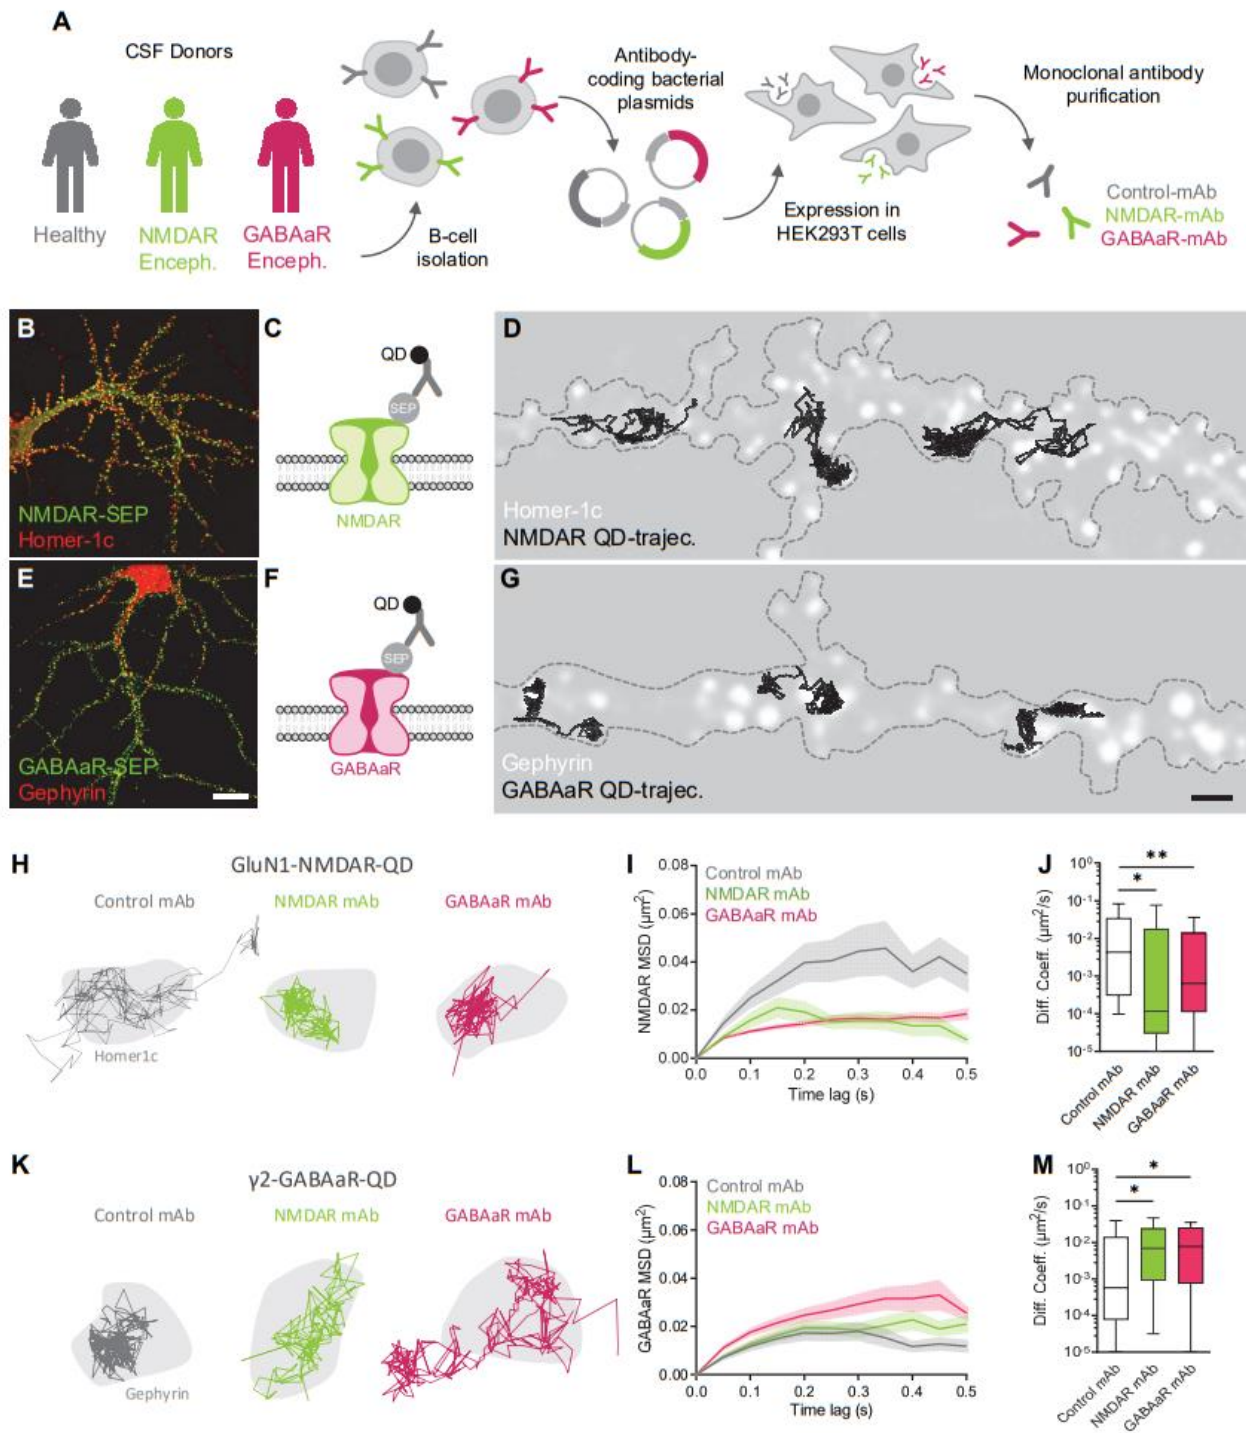 A
CSF Donors
Healthy
NMDAR
Enceph.
GABAaR
Enceph.
B-cell
isolation
Antibody-
coding bacterial
plasmids
Expression in
HEK293T cells
Monoclonal antibody
purification
Control-mAb
NMDAR-mAb
GABAaR-mAb
B
NMDAR-SEP
Homer-1c
C
QD
SEP
NMDAR
D
Homer-1c
NMDAR QD-trajec.
E
GABAaR-SEP
Gephyrin
F
QD
SEP
GABAaR
G
Gephyrin
GABAaR QD-trajec.
H
GluN1-NMDAR-QD
Control mAb
NMDAR mAb
GABAaR mAb
Homer1c
I
NMDAR MSD (μm²)
0.08
0.06
0.04
0.02
0.00
Control mAb
NMDAR mAb
GABAaR mAb
0.0 0.1 0.2 0.3 0.4 0.5
Time lag (s)
J
Diff. Coeff. (μm²/s)
10⁰
10⁻¹
10⁻²
10⁻³
10⁻⁴
10⁻⁵
**
*
Control mAb
NMDAR mAb
GABAaR mAb
K
γ2-GABAaR-QD
Control mAb
NMDAR mAb
GABAaR mAb
Gephyrin
L
GABAaR MSD (μm²)
0.08
0.06
0.04
0.02
0.00
Control mAb
NMDAR mAb
GABAaR mAb
0.0 0.1 0.2 0.3 0.4 0.5
Time lag (s)
M
Diff. Coeff. (μm²/s)
10⁰
10⁻¹
10⁻²
10⁻³
10⁻⁴
10⁻⁵
*
*
Control mAb
NMDAR mAb
GABAaR mAb